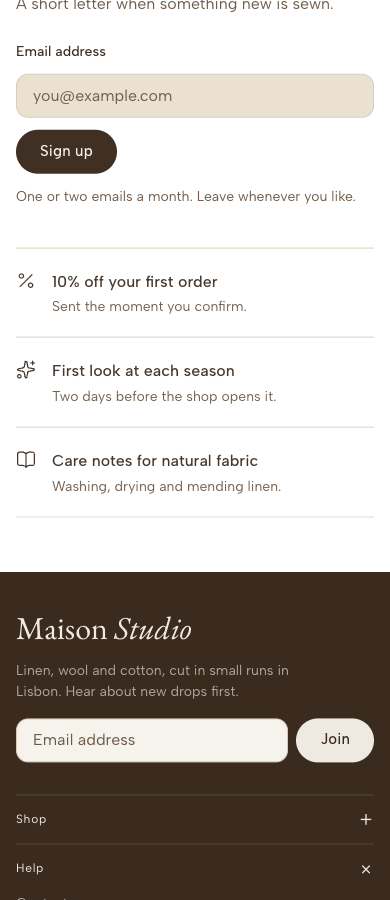 A short letter when something new is sewn.
Email address
you@example.com
Sign up
One or two emails a month. Leave whenever you like.
10% off your first order
Sent the moment you confirm.
First look at each season
Two days before the shop opens it.
Care notes for natural fabric
Washing, drying and mending linen.
Maison Studio
Linen, wool and cotton, cut in small runs in
Lisbon. Hear about new drops first.
Email address
Join
Shop
Help